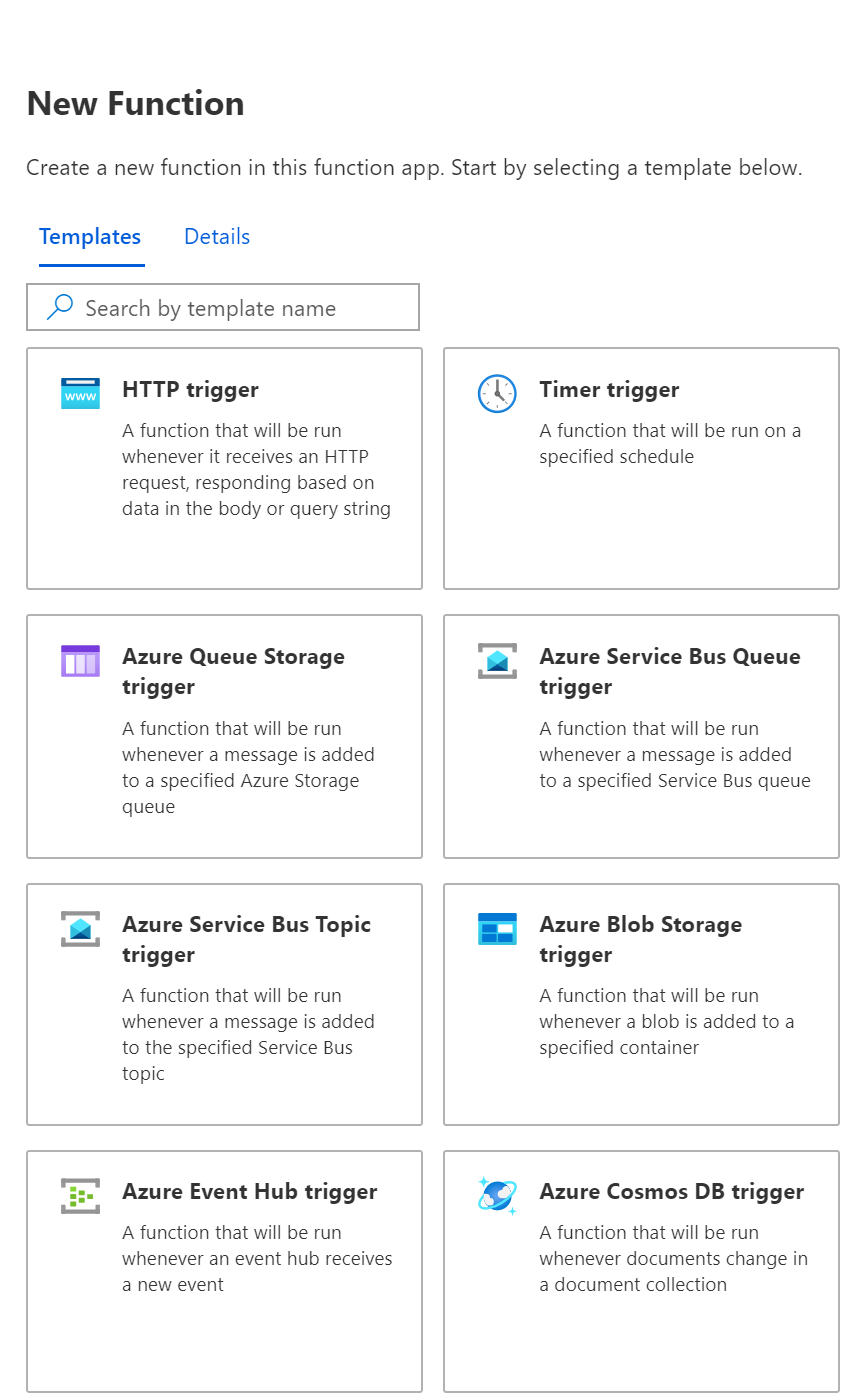 New Function
Create a new function in this function app. Start by selecting a template below.
Templates Details
Search by template name
www
HTTP trigger
A function that will be run
whenever it receives an HTTP
request, responding based on
data in the body or query string
Timer trigger
A function that will be run on a
specified schedule
Azure Queue Storage
trigger
A function that will be run
whenever a message is added
to a specified Azure Storage
queue
Azure Service Bus Queue
trigger
A function that will be run
whenever a message is added
to a specified Service Bus queue
Azure Service Bus Topic
trigger
A function that will be run
whenever a message is added
to the specified Service Bus
topic
Azure Blob Storage
trigger
A function that will be run
whenever a blob is added to a
specified container
Azure Event Hub trigger
A function that will be run
whenever an event hub receives
a new event
Azure Cosmos DB trigger
A function that will be run
whenever documents change in
a document collection